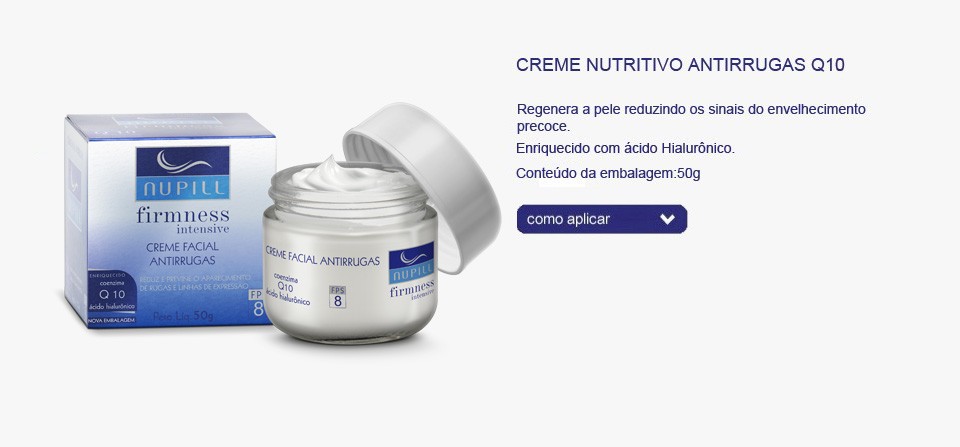 CREME NUTRITIVO ANTIRRUGAS Q10
Regenera a pele reduzindo os sinais do envelhecimento
precoce.
Enriquecido com ácido Hialurônico.
Conteúdo da embalagem:50g
como aplicar
NUPILL
firmness
intensive
CREME FACIAL
ANTIRRUGAS
REDUZ E PREVINE O APARECIMENTO
DE RUGAS E LINHAS DE EXPRESSÃO
ENRIQUECIDO
coenzima
Q 10
ácido hialurônico
NOVA EMBALAGEM
FP
8
Peso Líq. 50g
CREME FACIAL ANTIRRUGAS
coenzima
Q10
ácido hialurônico
FPS
8
NUPILL
firmness
intensive